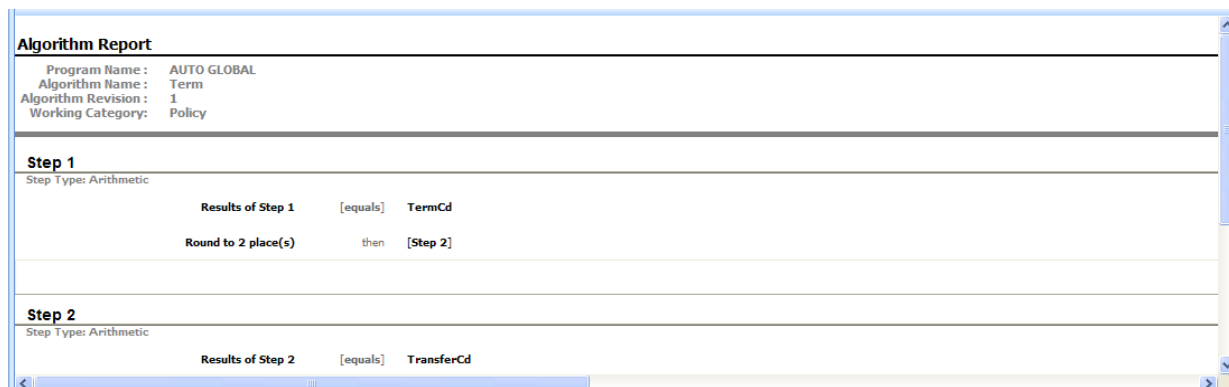 Algorithm Report
Program Name : AUTO GLOBAL
Algorithm Name : Term
Algorithm Revision : 1
Working Category: Policy
Step 1
Step Type: Arithmetic
Results of Step 1 [equals] TermCd
Round to 2 place(s) then [Step 2]
Step 2
Step Type: Arithmetic
Results of Step 2 [equals] TransferCd